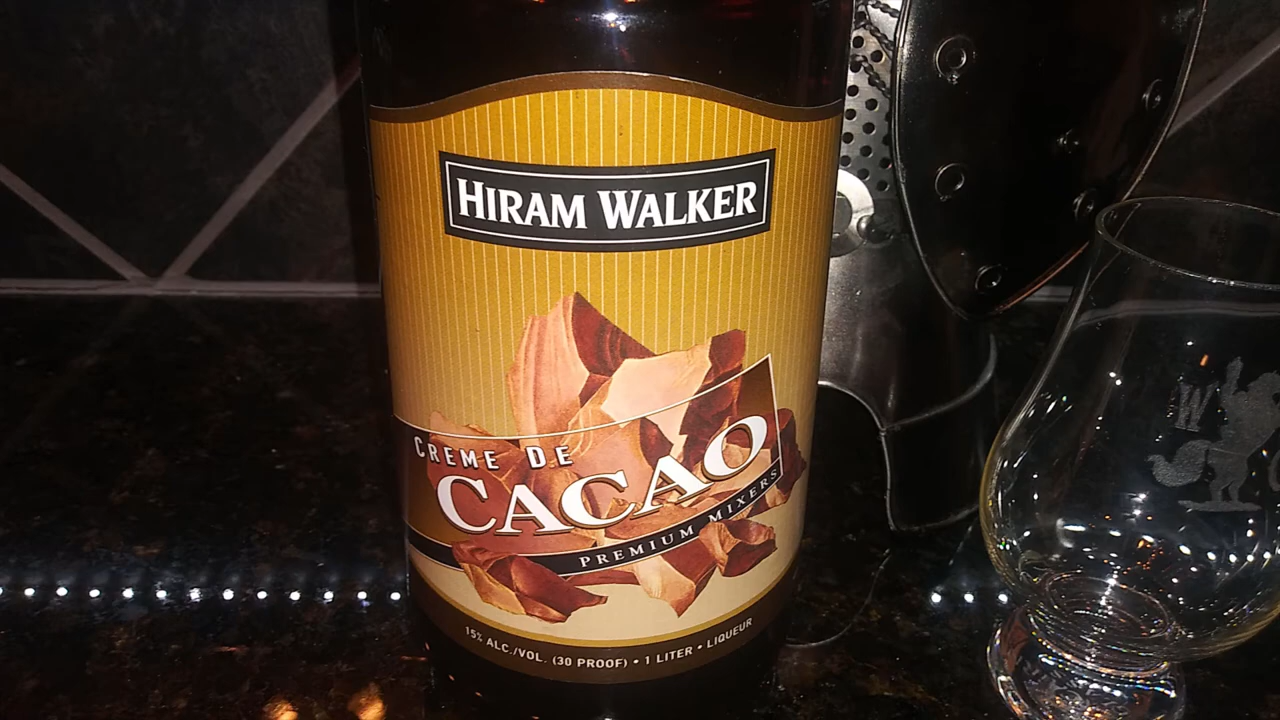 HIRAM WALKER
CREME DE
CACAO
PREMIUM MIXERS
15% ALC./VOL. (30 PROOF) • 1 LITER • LIQUEUR
W